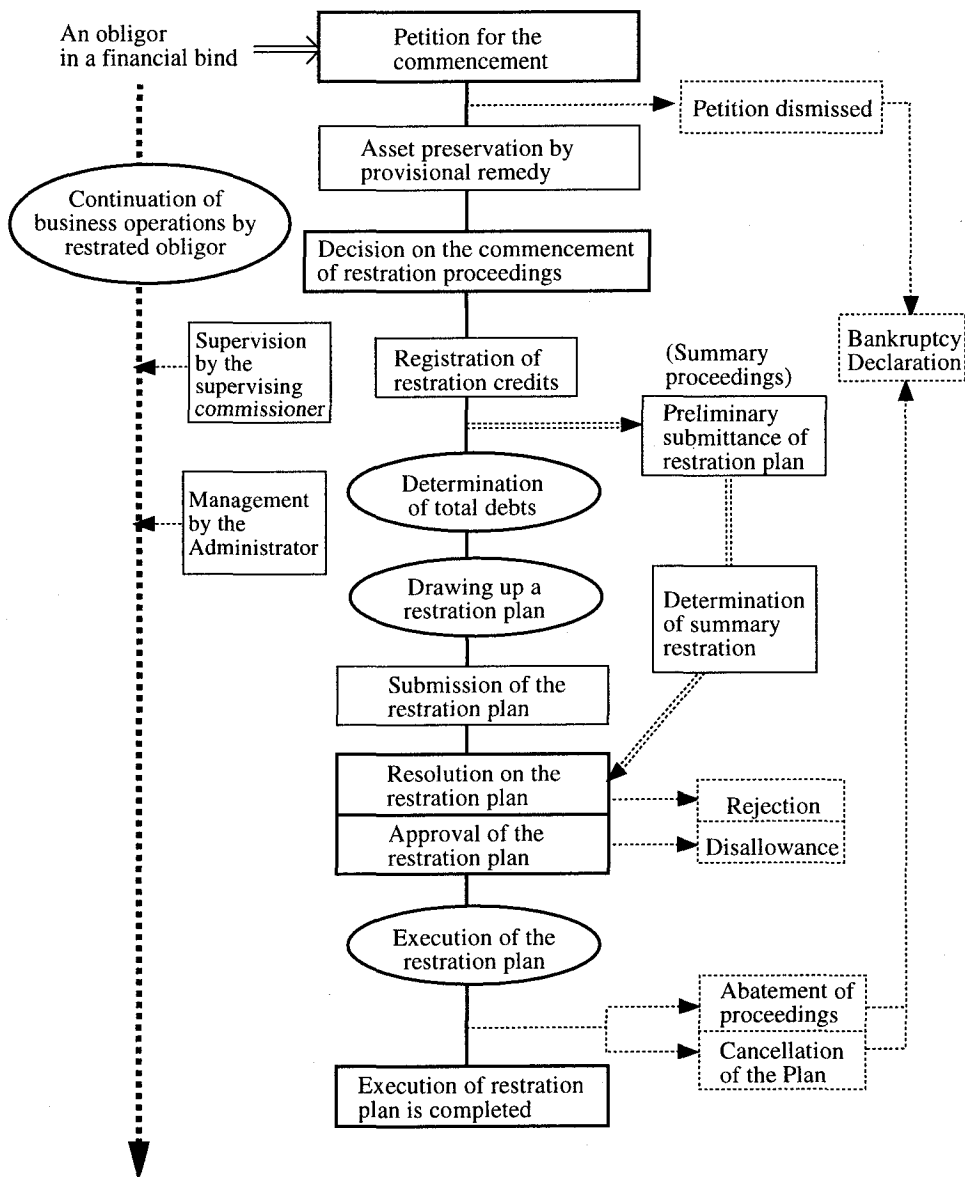 An obligor
in a financial bind
Petition for the
commencement
Petition dismissed
Asset preservation by
provisional remedy
Continuation of
business operations by
restrated obligor
Decision on the commencement
of restration proceedings
Bankruptcy
Declaration
Supervision
by the
supervising
commissioner
Registration of
restration credits
(Summary
proceedings)
Preliminary
submittance of
restration plan
Determination
of total debts
Management
by the
Administrator
Drawing up a
restration plan
Determination
of summary
restration
Submission of the
restration plan
Resolution on the
restration plan
Rejection
Approval of the
restration plan
Disallowance
Execution of the
restration plan
Abatement of
proceedings
Cancellation
of the Plan
Execution of restration
plan is completed